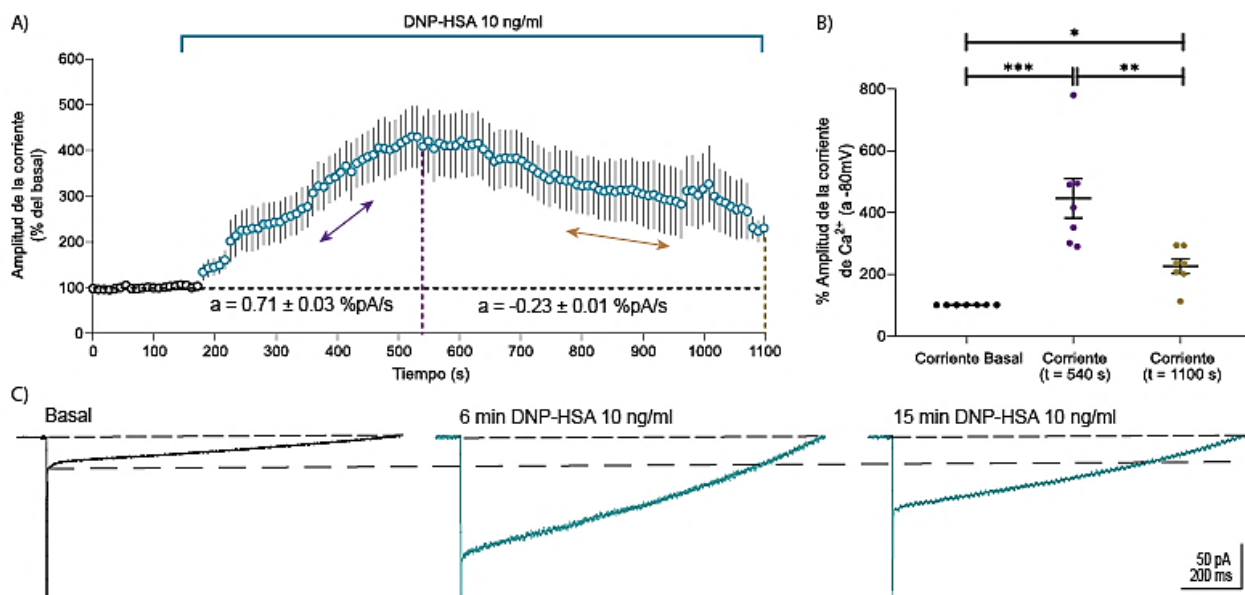 A)
DNP-HSA 10 ng/ml
Amplitud de la corriente
(% del basal)
600
500
400
300
200
100
0
a = 0.71 ± 0.03 %pA/s
a = -0.23 ± 0.01 %pA/s
0 100 200 300 400 500 600 700 800 900 1000 1100
Tiempo (s)
B)
*
*** **
% Amplitud de la corriente
de Ca²⁺ (a -80mV)
800
600
400
200
0
Corriente Basal
Corriente
(t = 540 s)
Corriente
(t = 1100 s)
C)
Basal
6 min DNP-HSA 10 ng/ml
15 min DNP-HSA 10 ng/ml
50 pA
200 ms